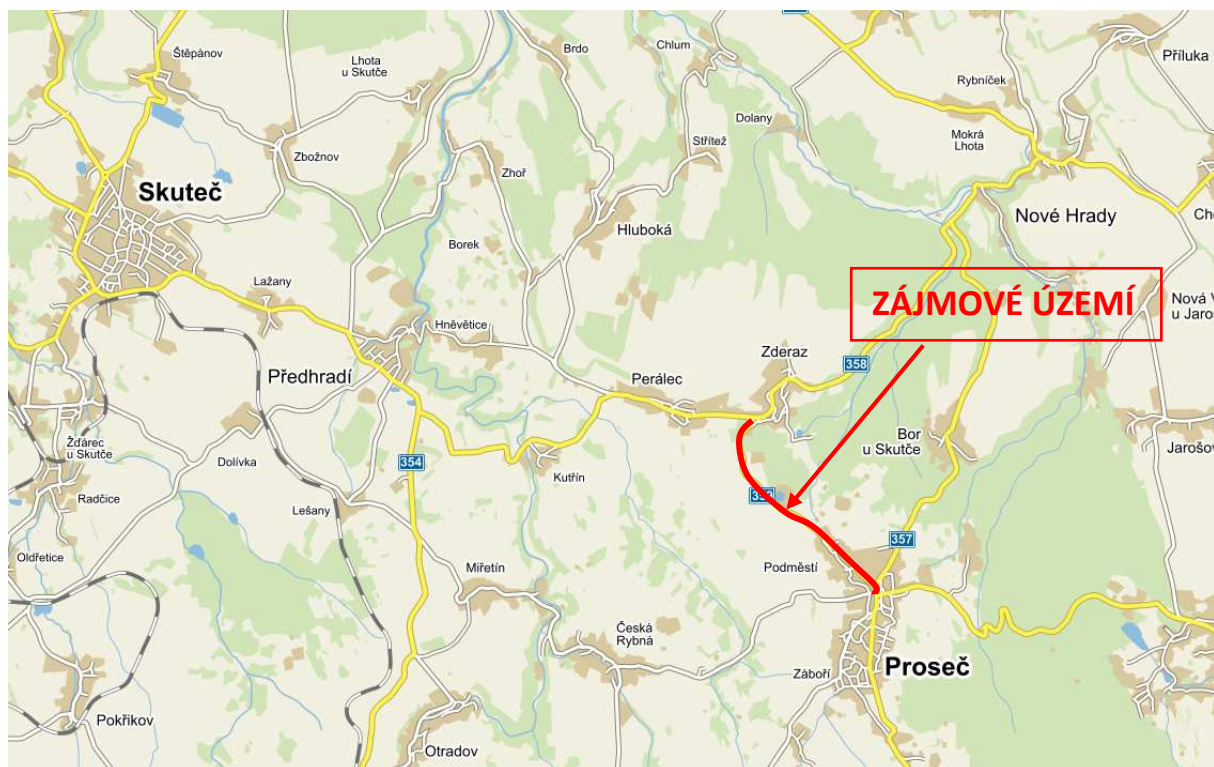 Štěpánov
Lhota
u Skutče
Brdo
Chlum
Příluka
Rybníček
Dolany
Mokrá
Lhota
Střítež
Zbožnov
Zhoř
Skuteč
Nové Hrady
Hluboká
Borek
Lažany
ZÁJMOVÉ ÚZEMÍ
Nová V
u Jaroš
Hněvětice
Předhradí
Zderaz
358
Perálec
Žďárec
u Skutče
Dolívka
354
Kutřín
Bor
u Skutče
Jarošov
Radčice
Lešany
357
Oldřetice
Miřetín
Podměstí
Česká
Rybná
Záboří
Proseč
Pokřikov
Otradov